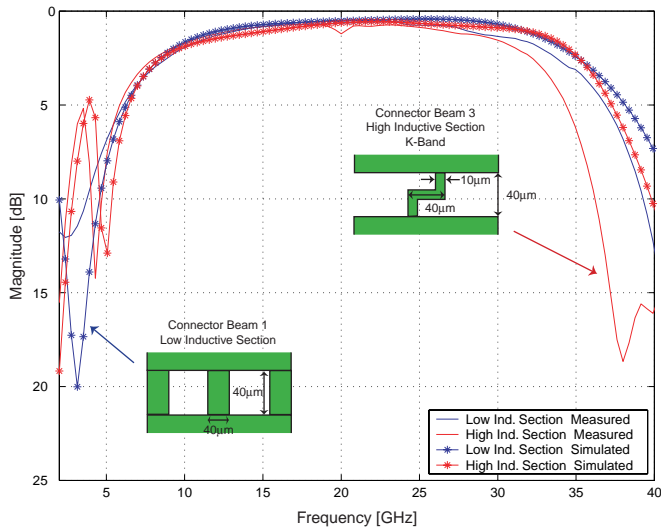 0
5
10
15
20
25
Magnitude [dB]
Connector Beam 3
High Inductive Section
K-Band
10μm
40μm
40μm
Connector Beam 1
Low Inductive Section
40μm
40μm
Low Ind. Section Measured
High Ind. Section Measured
Low Ind. Section Simulated
High Ind. Section Simulated
5 10 15 20 25 30 35 40
Frequency [GHz]